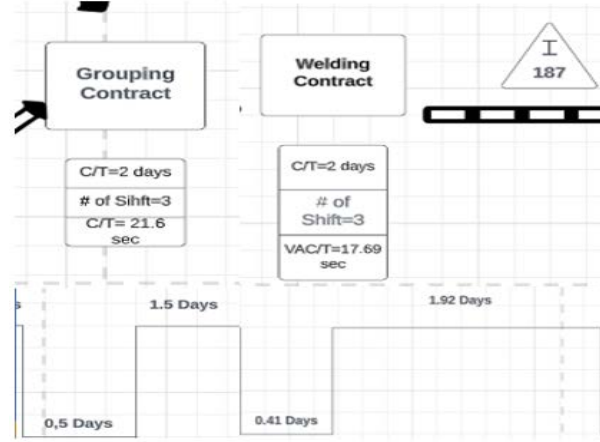 Grouping
Contract
C/T=2 days
# of Sihft=3
C/T= 21.6
sec
Welding
Contract
C/T=2 days
# of
Shift=3
VAC/T=17.69
sec
I
187
1.5 Days
1.92 Days
0,5 Days
0.41 Days